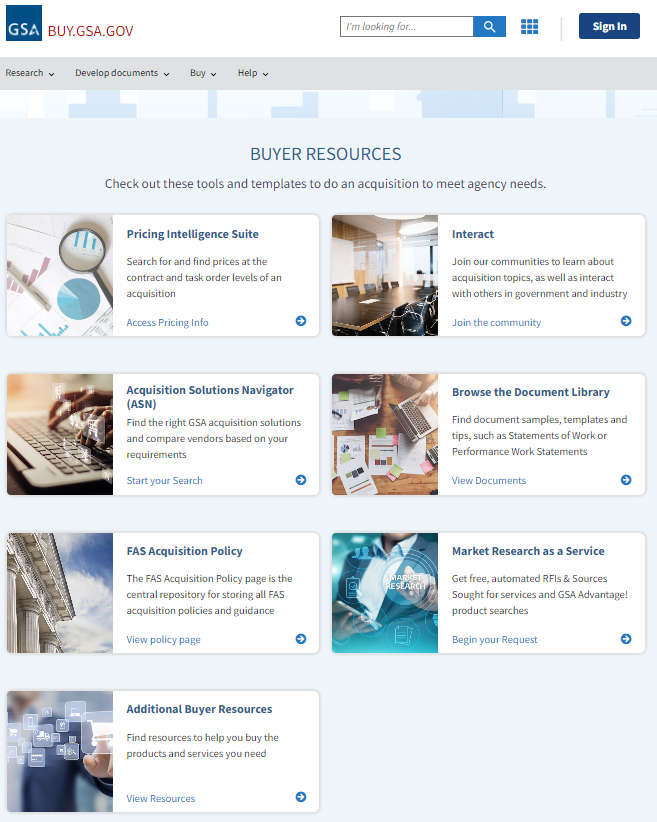 GSA
BUY.GSA.GOV
I'm looking for...
Sign In
Research
Develop documents
Buy
Help
BUYER RESOURCES
Check out these tools and templates to do an acquisition to meet agency needs.
Pricing Intelligence Suite
Search for and find prices at the
contract and task order levels of an
acquisition
Access Pricing Info
Interact
Join our communities to learn about
acquisition topics, as well as interact
with others in government and industry
Join the community
Acquisition Solutions Navigator
(ASN)
Find the right GSA acquisition solutions
and compare vendors based on your
requirements
Start your Search
Browse the Document Library
Find document samples, templates and
tips, such as Statements of Work or
Performance Work Statements
View Documents
FAS Acquisition Policy
The FAS Acquisition Policy page is the
central repository for storing all FAS
acquisition policies and guidance
View policy page
MARKET
RESEARCH
Market Research as a Service
Get free, automated RFIs & Sources
Sought for services and GSA Advantage!
product searches
Begin your Request
Additional Buyer Resources
Find resources to help you buy the
products and services you need
View Resources